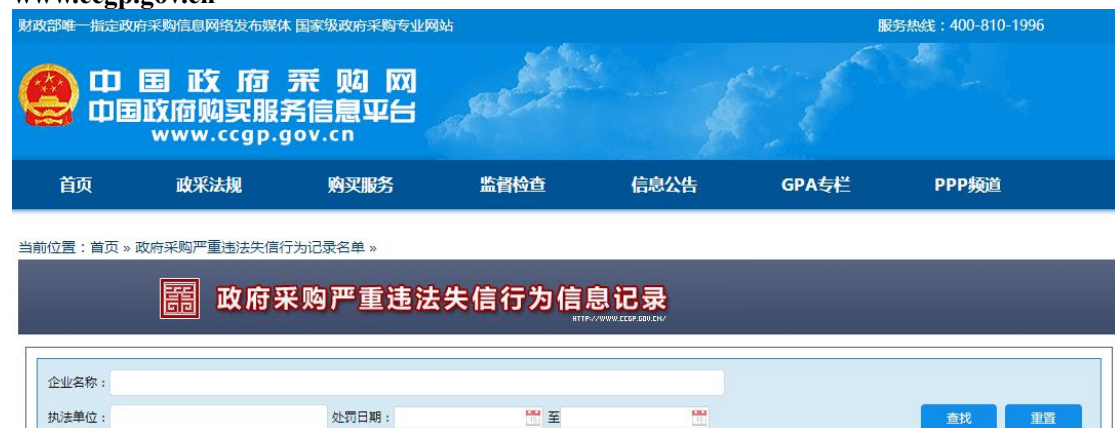 www.ccgp.gov.cn
财政部唯一指定政府采购信息网络发布媒体 国家级政府采购专业网站 服务热线：400-810-1996
中国政府采购网
中国政府购买服务信息平台
www.ccgp.gov.cn
首页 政采法规 购买服务 监督检查 信息公告 GPA专栏 PPP频道
当前位置：首页 » 政府采购严重违法失信行为记录名单 »
政府采购严重违法失信行为信息记录
HTTP://WWW.CCGP.GOV.CN/
企业名称：
执法单位： 处罚日期： 至 查找 重置